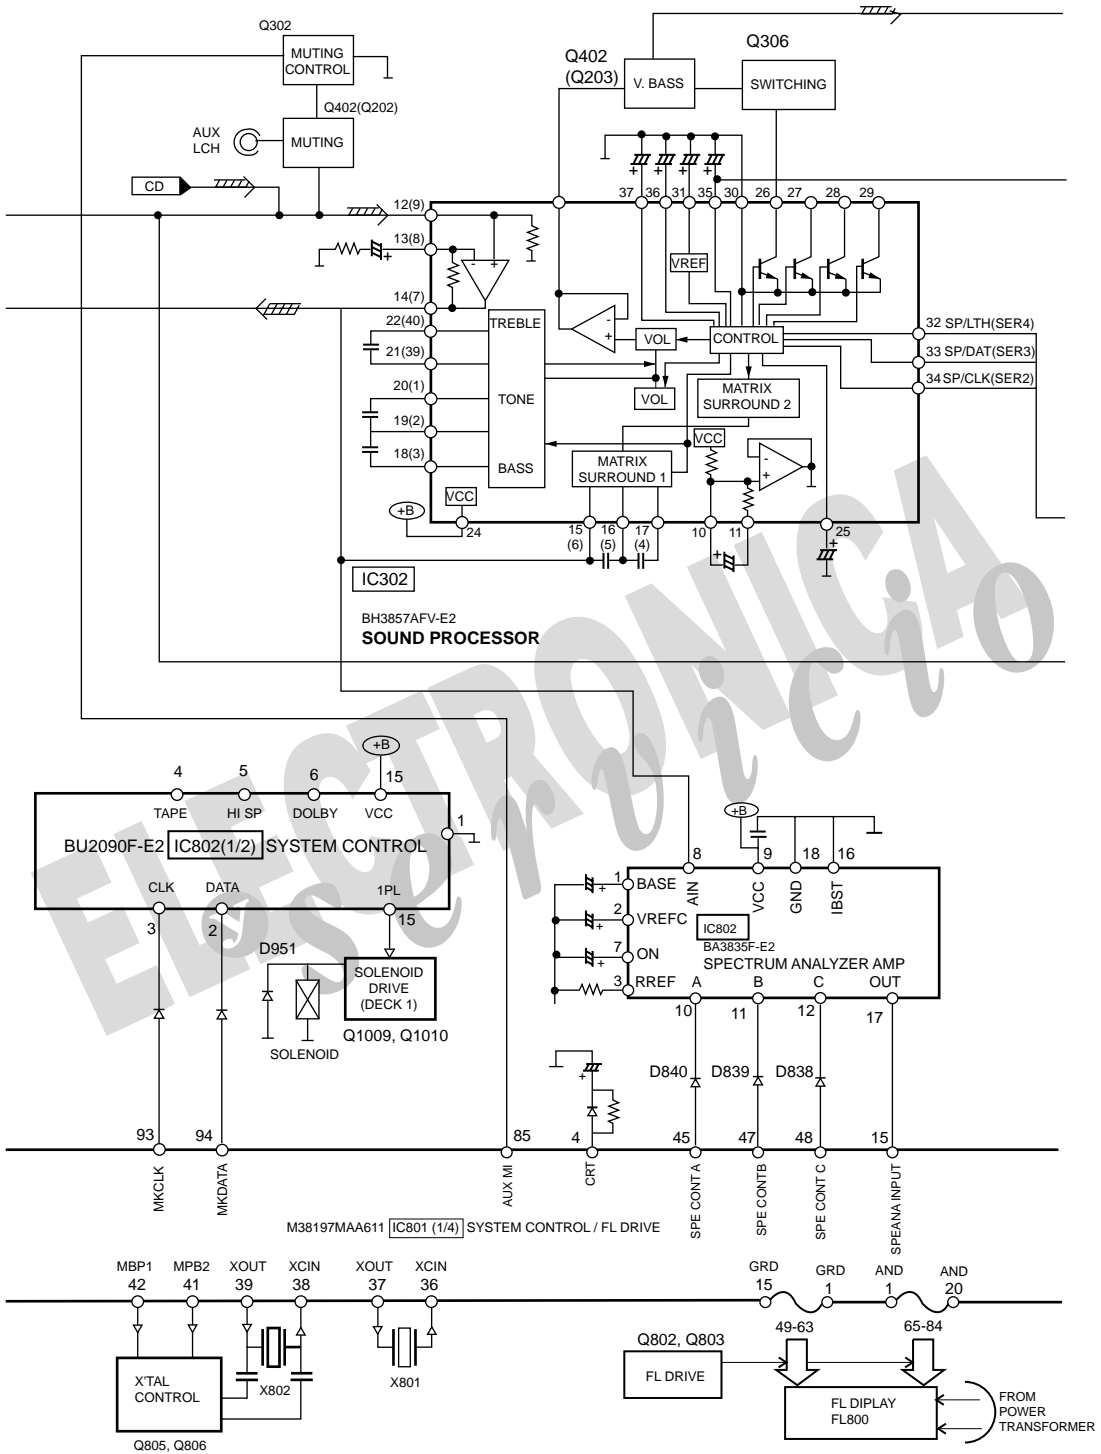 Q302
MUTING
CONTROL
Q402(Q202)
AUX
LCH
MUTING
CD
Q402
(Q203)
V. BASS
Q306
SWITCHING
37 36 31 35 30 26 27 28 29
12(9)
13(8)
14(7)
22(40)
21(39)
20(1)
19(2)
18(3)
- +
TREBLE
TONE
BASS
VREF
-
+
VOL
VOL
CONTROL
MATRIX
SURROUND 2
MATRIX
SURROUND 1
VCC
-
+
VCC
+B
24
15
(6)
16
(5)
17
(4)
10
11
25
32 SP/LTH(SER4)
33 SP/DAT(SER3)
34 SP/CLK(SER2)
IC302
BH3857AFV-E2
SOUND PROCESSOR
ELECTRONICA
servicio
+B
4 5 6 15
TAPE HI SP DOLBY VCC
1
BU2090F-E2 IC802(1/2) SYSTEM CONTROL
CLK DATA 1PL
3 2 15
D951
SOLENOID
DRIVE
(DECK 1)
Q1009, Q1010
SOLENOID
+B
8 9 18 16
AIN
VCC
GND
IBST
1 BASE
2 VREFC
7 ON
3 RREF
IC802
BA3835F-E2
SPECTRUM ANALYZER AMP
A B C OUT
10 11 12 17
D840 D839 D838
93 94 85 4 45 47 48 15
MKCLK
MKDATA
AUX MI
CRT
SPE CONT A
SPE CONTB
SPE CONT C
SPEANA INPUT
M38197MAA611 IC801 (1/4) SYSTEM CONTROL / FL DRIVE
MBP1 MPB2 XOUT XCIN XOUT XCIN
42 41 39 38 37 36
GRD GRD AND AND
15 1 1 20
X'TAL
CONTROL
Q805, Q806
X802
X801
49-63
65-84
Q802, Q803
FL DRIVE
FL DIPLAY
FL800
FROM
POWER
TRANSFORMER